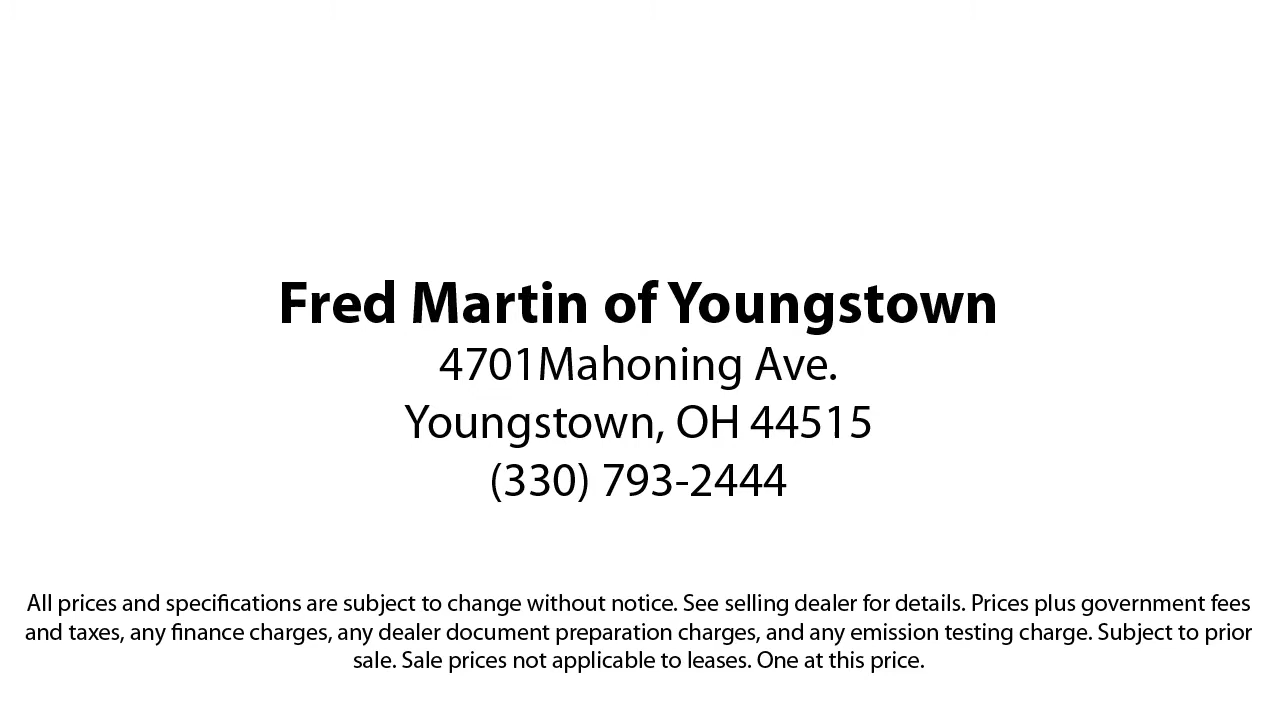 Fred Martin of Youngstown
4701Mahoning Ave.
Youngstown, OH 44515
(330) 793-2444
All prices and specifications are subject to change without notice. See selling dealer for details. Prices plus government fees
and taxes, any finance charges, any dealer document preparation charges, and any emission testing charge. Subject to prior
sale. Sale prices not applicable to leases. One at this price.